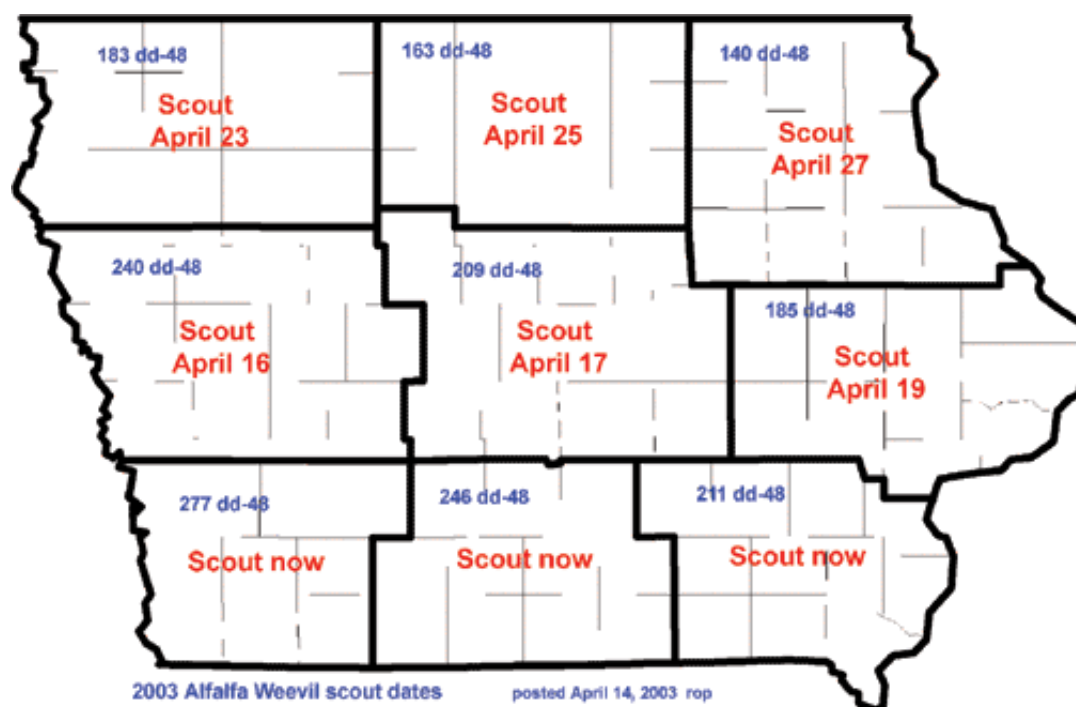 183 dd-48
Scout
April 23
163 dd-48
Scout
April 25
140 dd-48
Scout
April 27
240 dd-48
Scout
April 16
209 dd-48
Scout
April 17
185 dd-48
Scout
April 19
277 dd-48
Scout now
246 dd-48
Scout now
211 dd-48
Scout now
2003 Alfalfa Weevil scout dates
posted April 14, 2003 rop